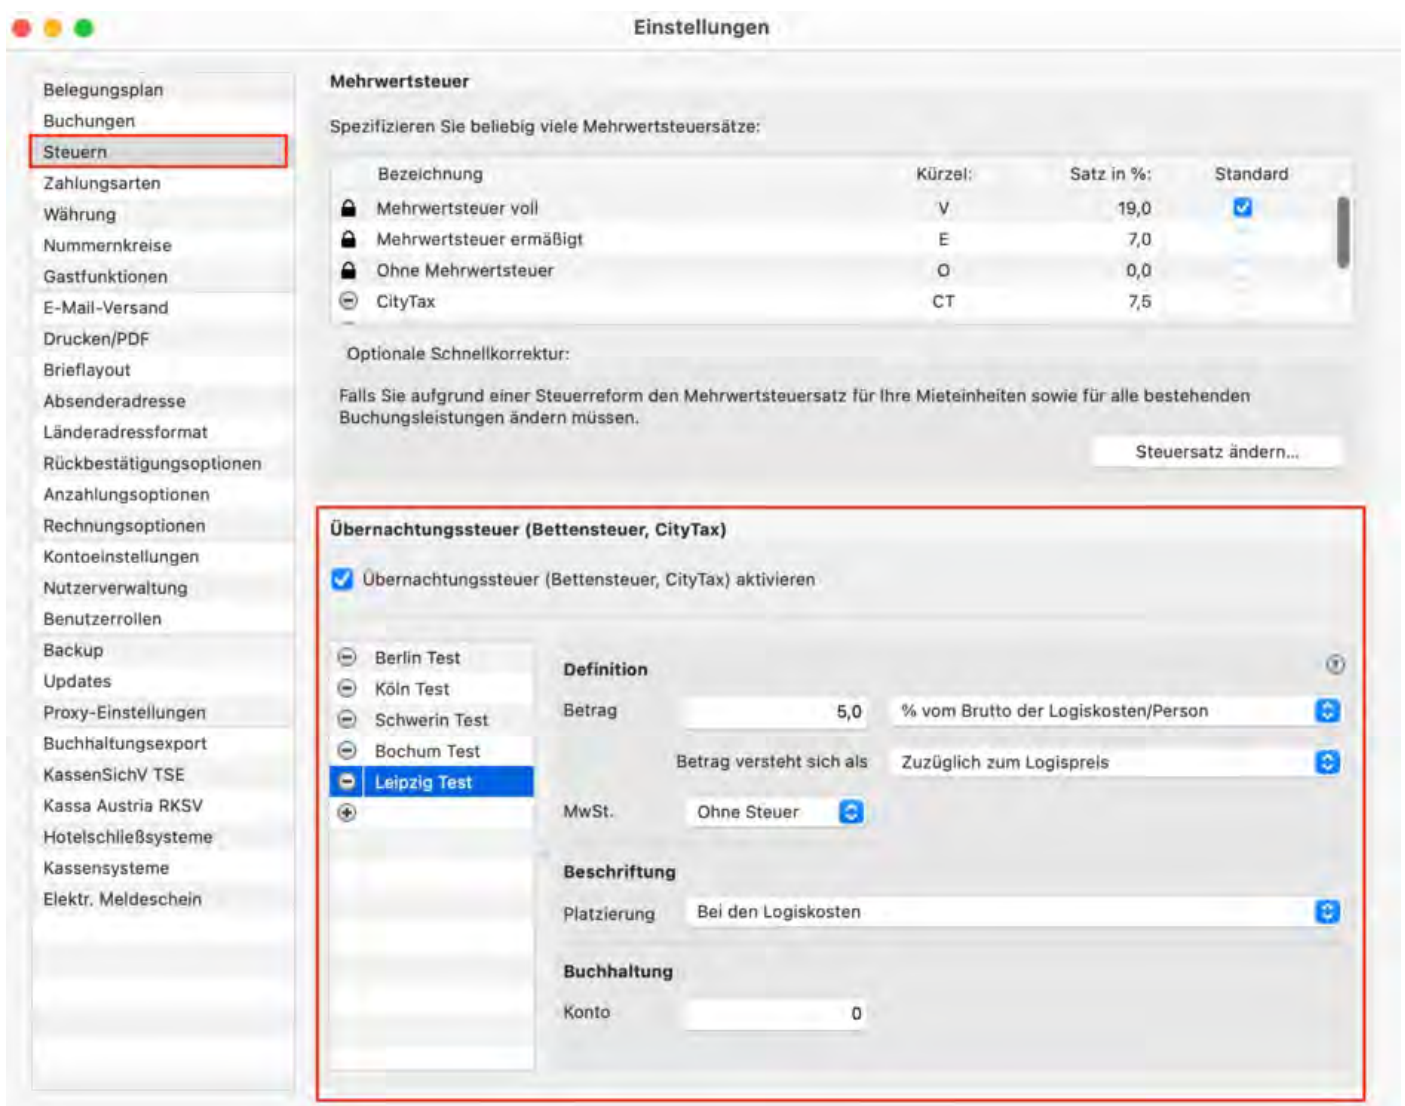 Einstellungen
Belegungsplan
Buchungen
Steuern
Zahlungsarten
Währung
Nummernkreise
Gastfunktionen
E-Mail-Versand
Drucken/PDF
Brieflayout
Absenderadresse
Länderadressformat
Rückbestätigungsoptionen
Anzahlungsoptionen
Rechnungsoptionen
Kontoeinstellungen
Nutzerverwaltung
Benutzerrollen
Backup
Updates
Proxy-Einstellungen
Buchhaltungsexport
KassenSichV TSE
Kassa Austria RKSV
Hotelschließsysteme
Kassensysteme
Elektr. Meldeschein
Mehrwertsteuer
Spezifizieren Sie beliebig viele Mehrwertsteuersätze:
Bezeichnung Kürzel: Satz in %: Standard
Mehrwertsteuer voll V 19,0
Mehrwertsteuer ermäßigt E 7,0
Ohne Mehrwertsteuer O 0,0
CityTax CT 7,5
Optionale Schnellkorrektur:
Falls Sie aufgrund einer Steuerreform den Mehrwertsteuersatz für Ihre Mieteinheiten sowie für alle bestehenden
Buchungsleistungen ändern müssen.
Steuersatz ändern...
Übernachtungssteuer (Bettensteuer, CityTax)
Übernachtungssteuer (Bettensteuer, CityTax) aktivieren
Berlin Test
Köln Test
Schwerin Test
Bochum Test
Leipzig Test
Definition
Betrag 5,0 % vom Brutto der Logiskosten/Person
Betrag versteht sich als Zuzüglich zum Logispreis
MwSt. Ohne Steuer
Beschriftung
Platzierung Bei den Logiskosten
Buchhaltung
Konto 0